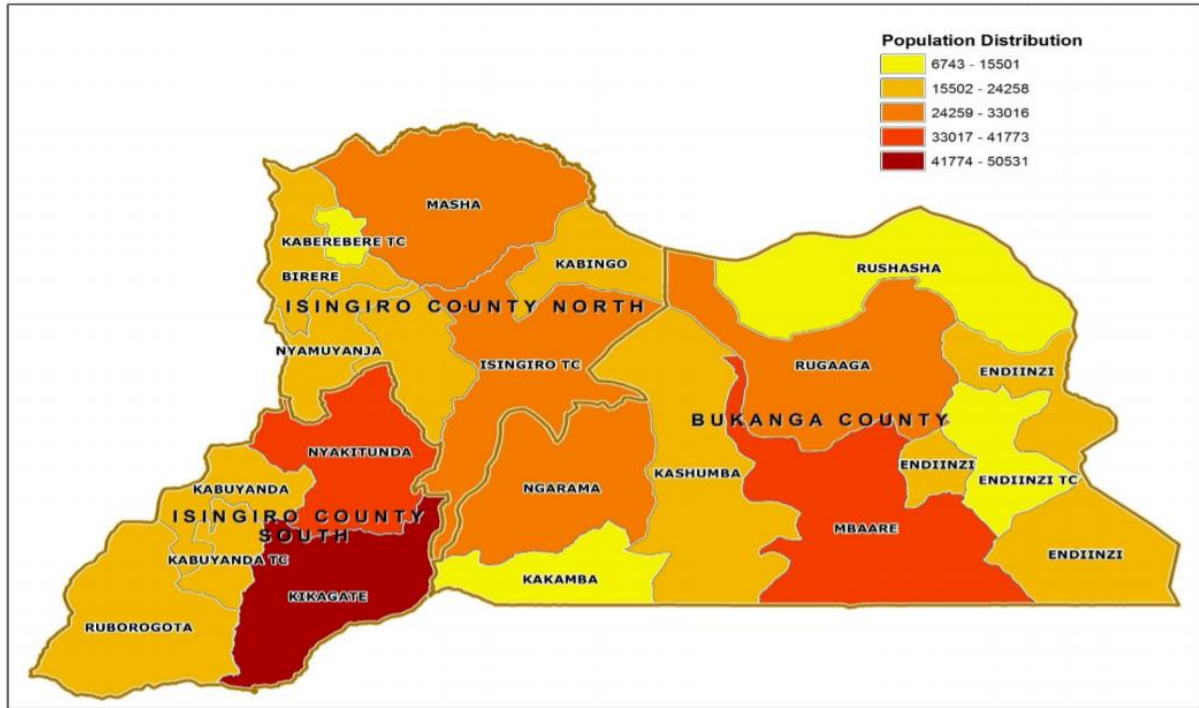 Population Distribution
6743 - 15501
15502 - 24258
24259 - 33016
33017 - 41773
41774 - 50531
MASHA
KABEREBERE TC
KABINGO
RUSHASHA
BIRERE
ISINGIRO COUNTY NORTH
NYAMUYANJA
ISINGIRO TC
RUGAAGA
ENDIINZI
BUKANGA COUNTY
NYAKITUNDA
KASHUMBA
ENDIINZI
ENDIINZI TC
KABUYANDA
NGARAMA
ISINGIRO COUNTY
SOUTH
MBAARE
KABUYANDA TC
ENDIINZI
KAKAMBA
KIKAGATE
RUBOROGOTA